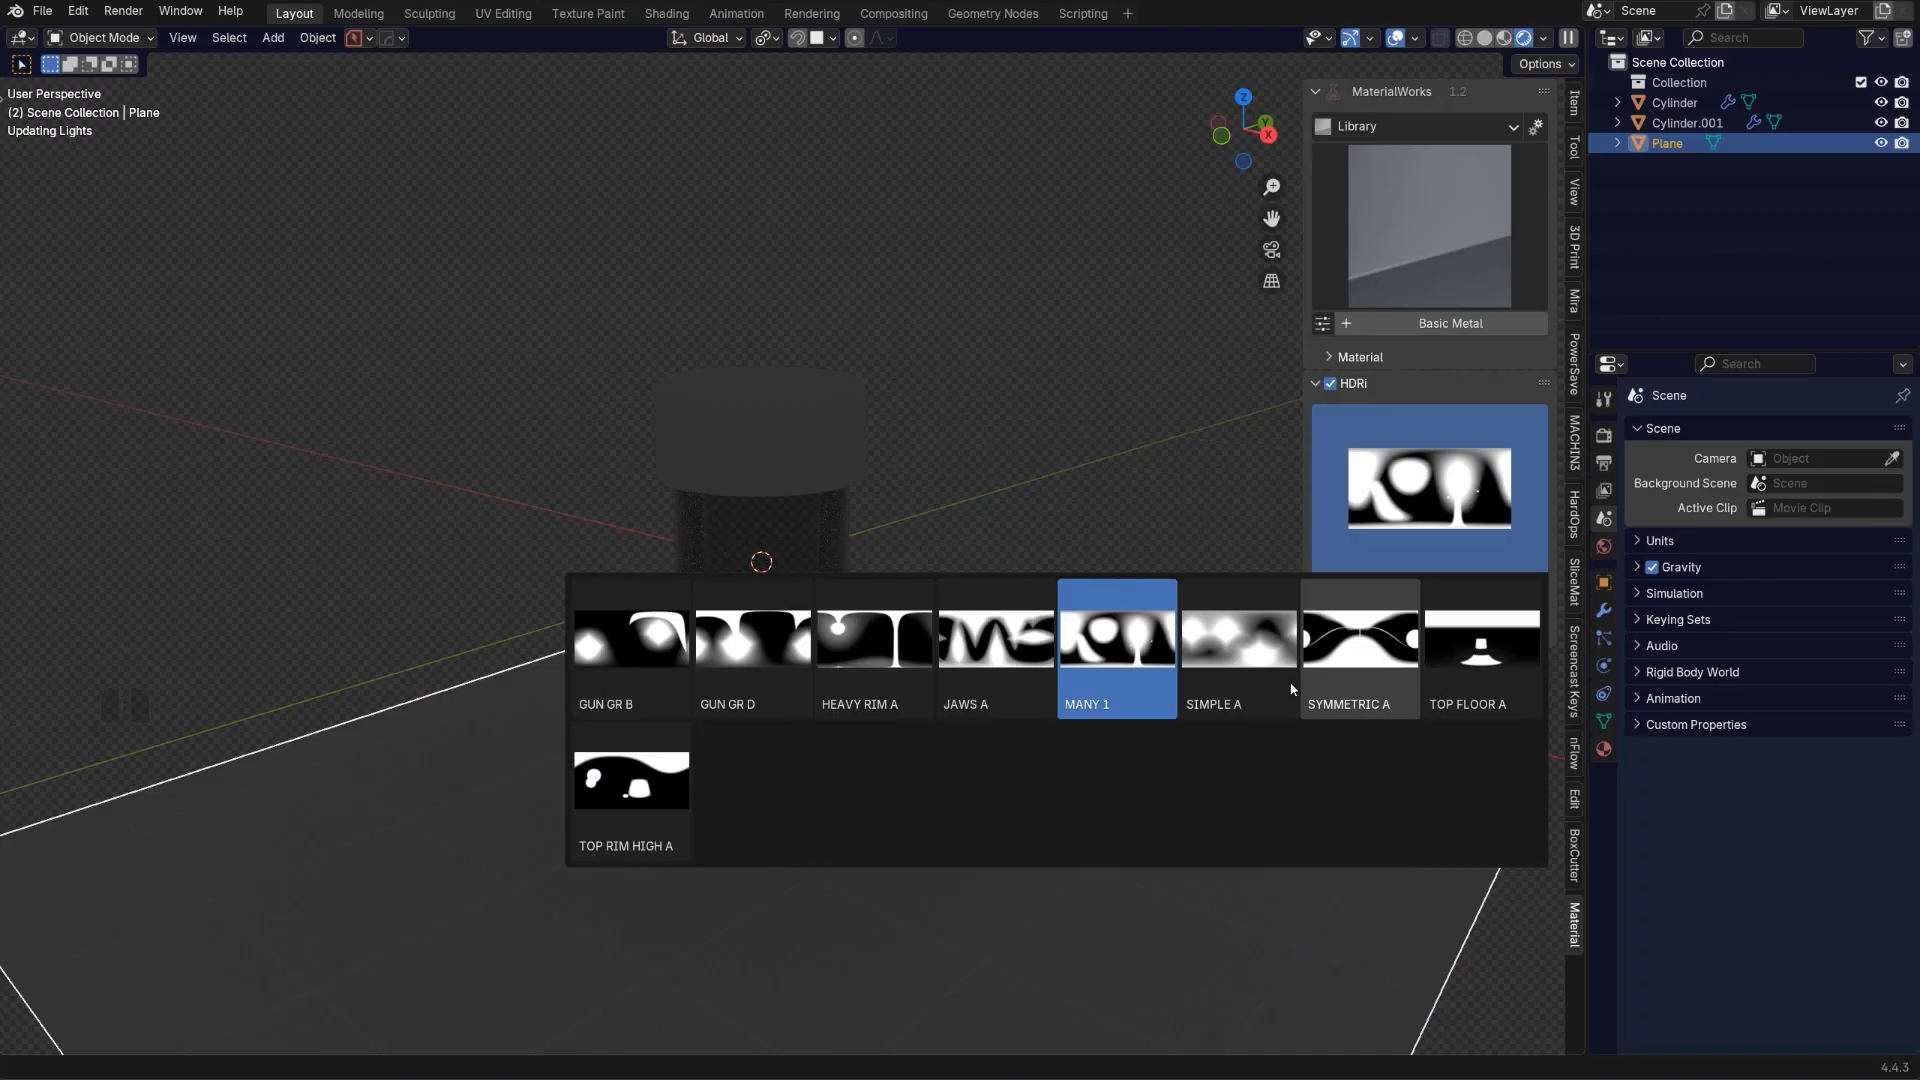 File Edit Render Window Help Layout Modeling Sculpting UV Editing Texture Paint Shading Animation Rendering Compositing Geometry Nodes Scripting + Scene ViewLayer
Object Mode View Select Add Object Global Search
Options
User Perspective
(2) Scene Collection | Plane
Updating Lights
Z
Y
X
MaterialWorks 1.2
Library
Basic Metal
Material
HDRi
GUN GR B
GUN GR D
HEAVY RIM A
JAWS A
MANY 1
SIMPLE A
SYMMETRIC A
TOP FLOOR A
TOP RIM HIGH A
Item
Tool
View
3D Print
Mira
PowerSave
MACHIN3
HardOps
SliceMat
Screencast Keys
nFlow
Edit
BoxCutter
Material
Scene Collection
Collection
Cylinder
Cylinder.001
Plane
Search
Scene
Scene
Camera Object
Background Scene Scene
Active Clip Movie Clip
Units
Gravity
Simulation
Keying Sets
Audio
Rigid Body World
Animation
Custom Properties
4.4.3